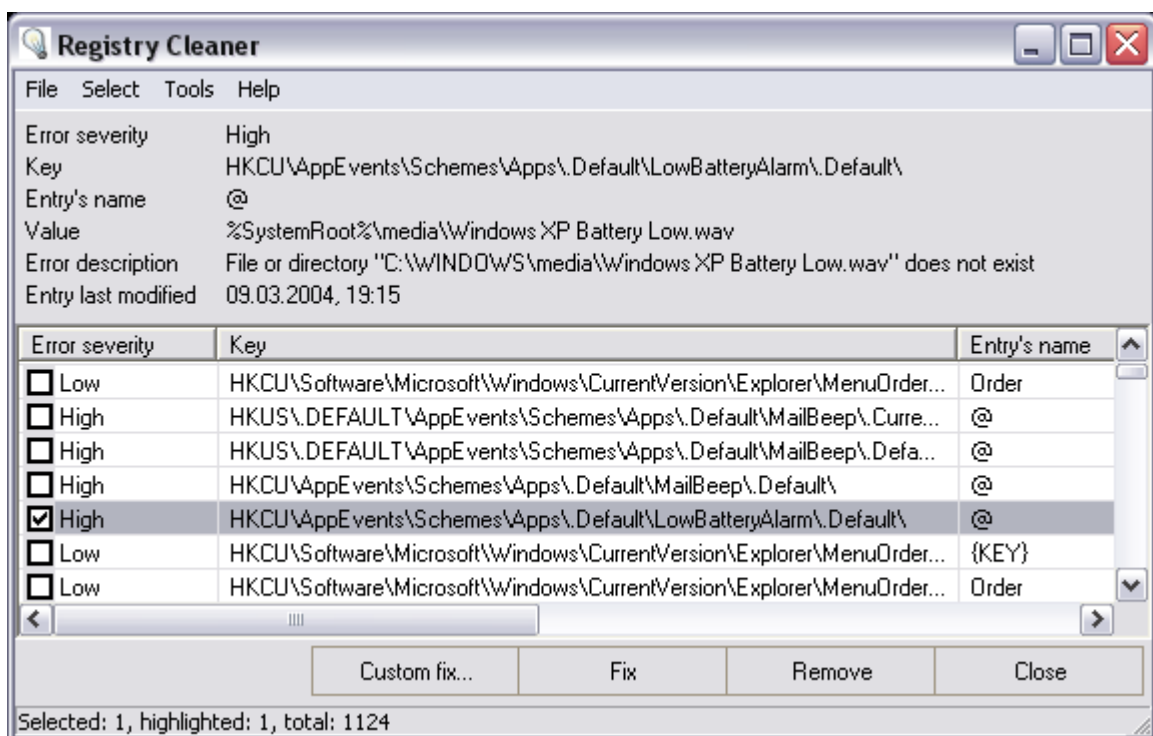 Registry Cleaner
File Select Tools Help
Error severity High
Key HKCU\AppEvents\Schemes\Apps\.Default\LowBatteryAlarm\.Default\
Entry's name @
Value %SystemRoot%\media\Windows XP Battery Low.wav
Error description File or directory "C:\WINDOWS\media\Windows XP Battery Low.wav" does not exist
Entry last modified 09.03.2004, 19:15
Error severity Key Entry's name
Low HKCU\Software\Microsoft\Windows\CurrentVersion\Explorer\MenuOrder... Order
High HKUS\.DEFAULT\AppEvents\Schemes\Apps\.Default\MailBeep\.Curre... @
High HKUS\.DEFAULT\AppEvents\Schemes\Apps\.Default\MailBeep\.Defa... @
High HKCU\AppEvents\Schemes\Apps\.Default\MailBeep\.Default\ @
High HKCU\AppEvents\Schemes\Apps\.Default\LowBatteryAlarm\.Default\ @
Low HKCU\Software\Microsoft\Windows\CurrentVersion\Explorer\MenuOrder... {KEY}
Low HKCU\Software\Microsoft\Windows\CurrentVersion\Explorer\MenuOrder... Order
Custom fix... Fix Remove Close
Selected: 1, highlighted: 1, total: 1124